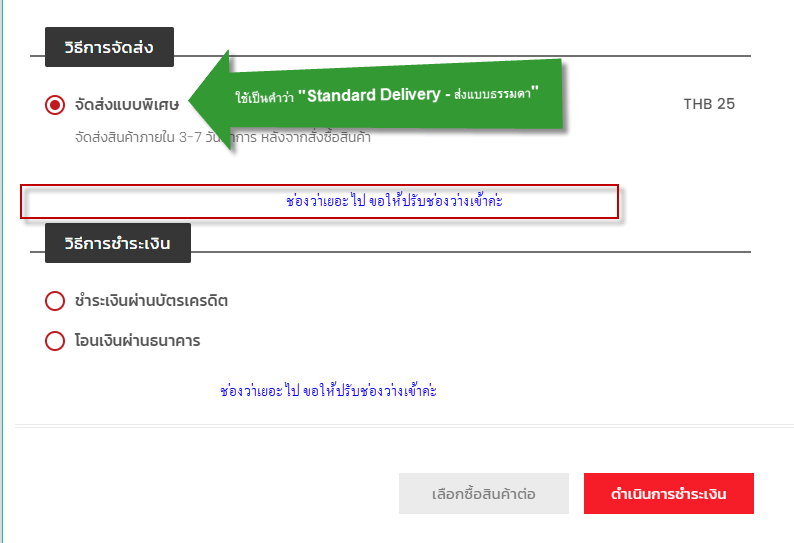 วิธีการจัดส่ง
ใช้เป็นคำว่า "Standard Delivery - ส่งแบบธรรมดา"
จัดส่งแบบพิเศษ
THB 25
จัดส่งสินค้าภายใน 3-7 วันทำการ หลังจากสั่งซื้อสินค้า
ช่องว่าเยอะไป ขอให้ปรับช่องว่างเข้าค่ะ
วิธีการชำระเงิน
ชำระเงินผ่านบัตรเครดิต
โอนเงินผ่านธนาคาร
ช่องว่าเยอะไป ขอให้ปรับช่องว่างเข้าค่ะ
เลือกซื้อสินค้าต่อ
ดำเนินการชำระเงิน